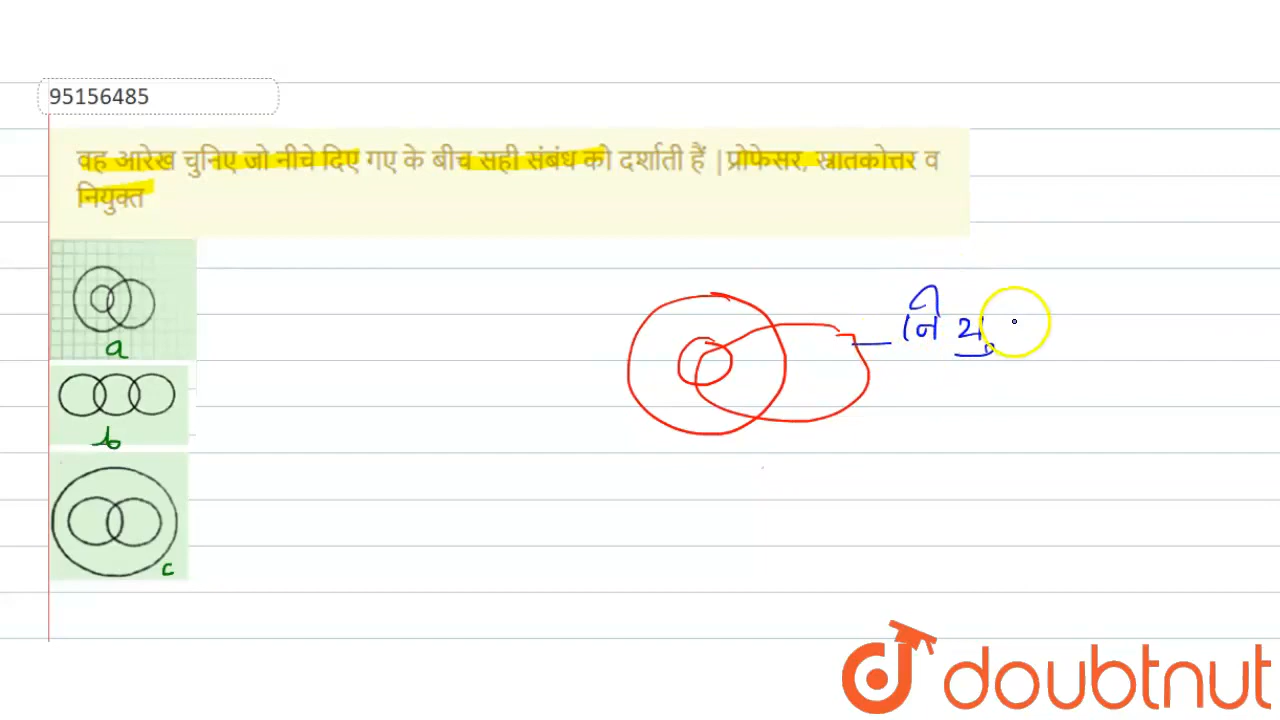 95156485
वह आरेख चुनिए जो नीचे दिए गए के बीच सही संबंध को दर्शाती हैं |प्रोफेसर, स्नातकोत्तर व
नियुक्त
a
b
c
नियु
doubtnut